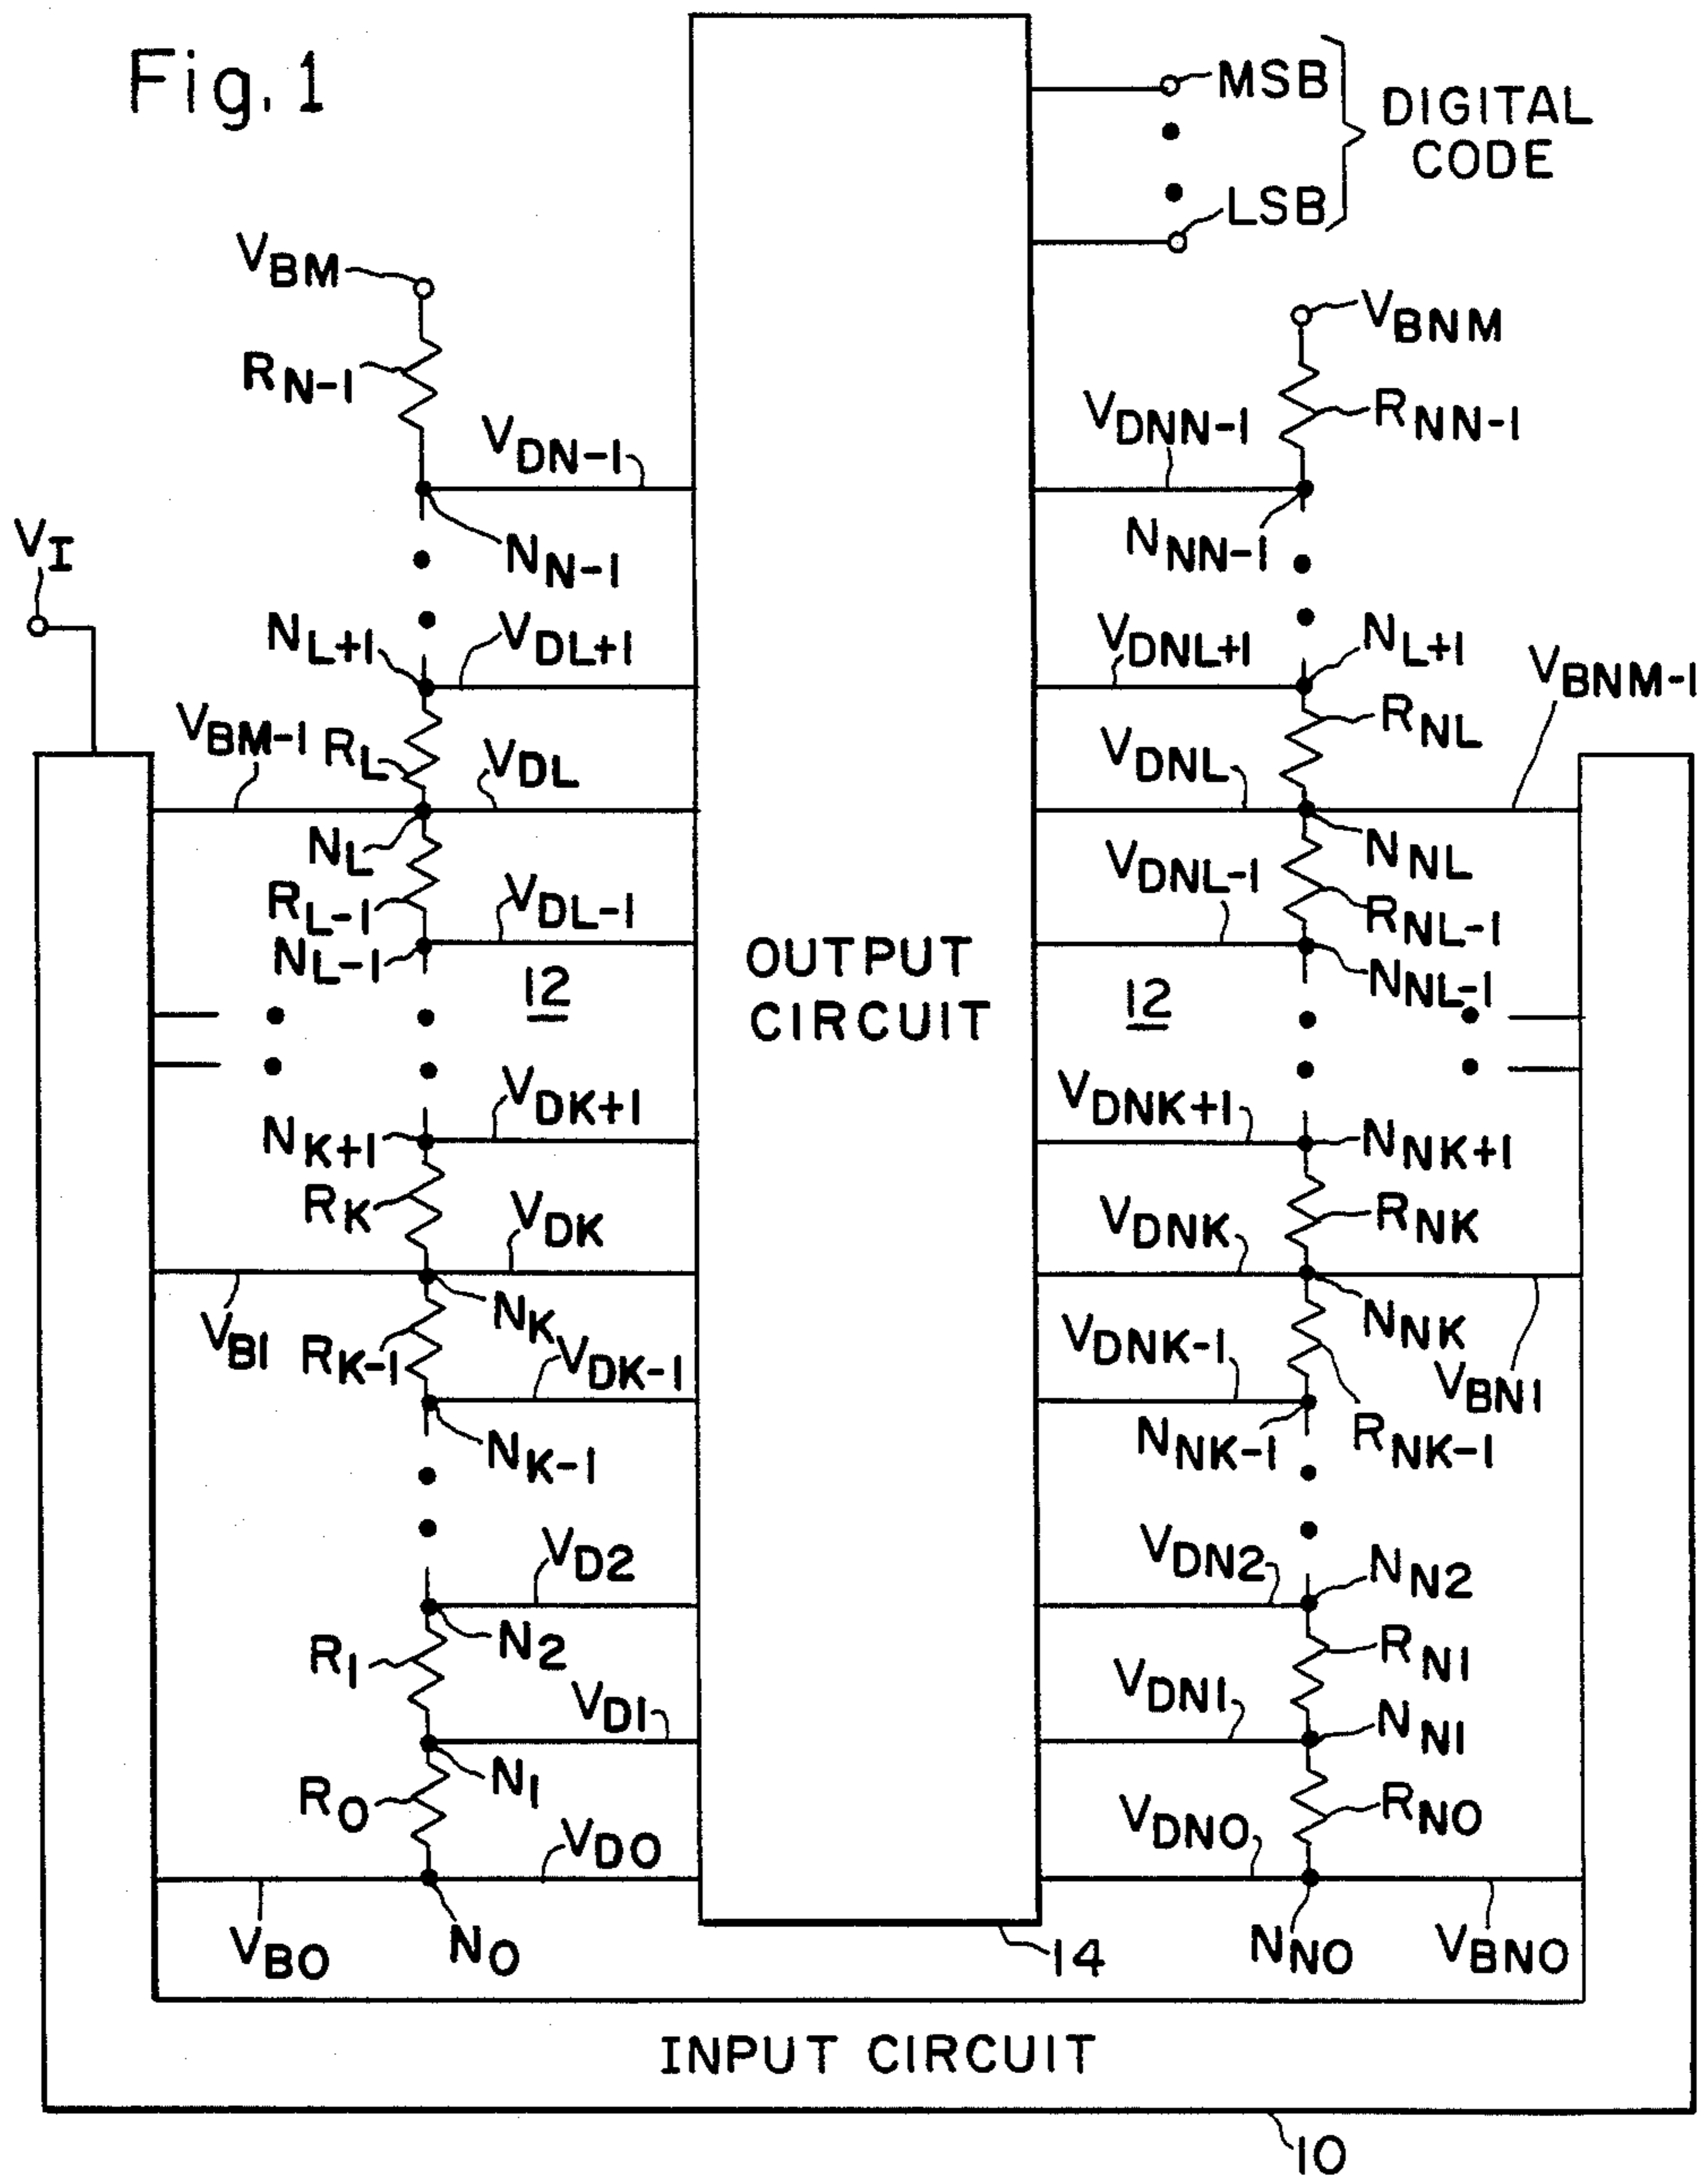 Fig. 1
MSB
DIGITAL
CODE
LSB
VBM
VBNM
RN-1
RNN-1
VDN-1
VDNN-1
NN-1
NNN-1
VI
NL+1
VDL+1
VDNL+1
NL+1
VBNM-1
VBM-1
RL
VDL
VDNL
RNL
NL
NNL
RL-1
VDL-1
VDNL-1
RNL-1
NL-1
NNL-1
12
OUTPUT
CIRCUIT
12
VDK+1
VDNK+1
NK+1
NNK+1
RK
VDK
VDNK
RNK
VB1
NK
NNK
RK-1
VDK-1
VDNK-1
VBN1
NK-1
NNK-1
RNK-1
VD2
VDN2
NN2
R1
N2
RN1
VD1
VDN1
NN1
R0
N1
RN0
VD0
VDN0
VB0
N0
14
NN0
VBN0
INPUT CIRCUIT
10